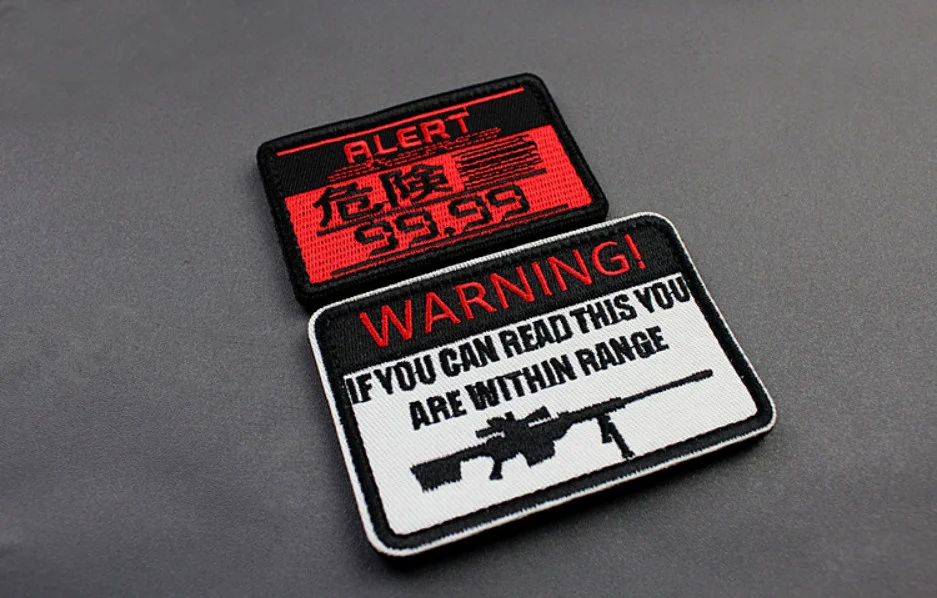 ALERT
危険
99.99
WARNING!
IF YOU CAN READ THIS YOU
ARE WITHIN RANGE